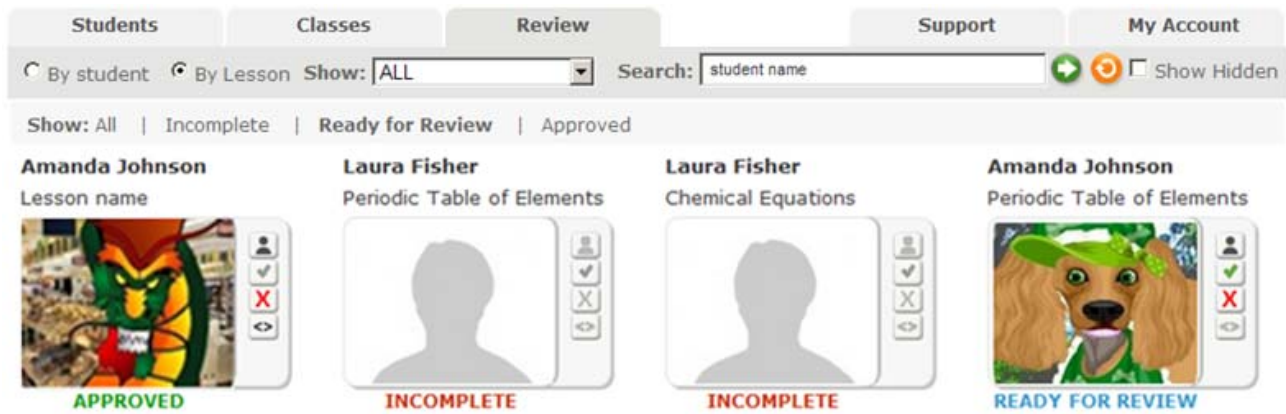 Students Classes Review Support My Account
By student By Lesson Show: ALL Search: student name Show Hidden
Show: All | Incomplete | Ready for Review | Approved
Amanda Johnson Laura Fisher Laura Fisher Amanda Johnson
Lesson name Periodic Table of Elements Chemical Equations Periodic Table of Elements
X X X X
<> <> <> <>
APPROVED INCOMPLETE INCOMPLETE READY FOR REVIEW